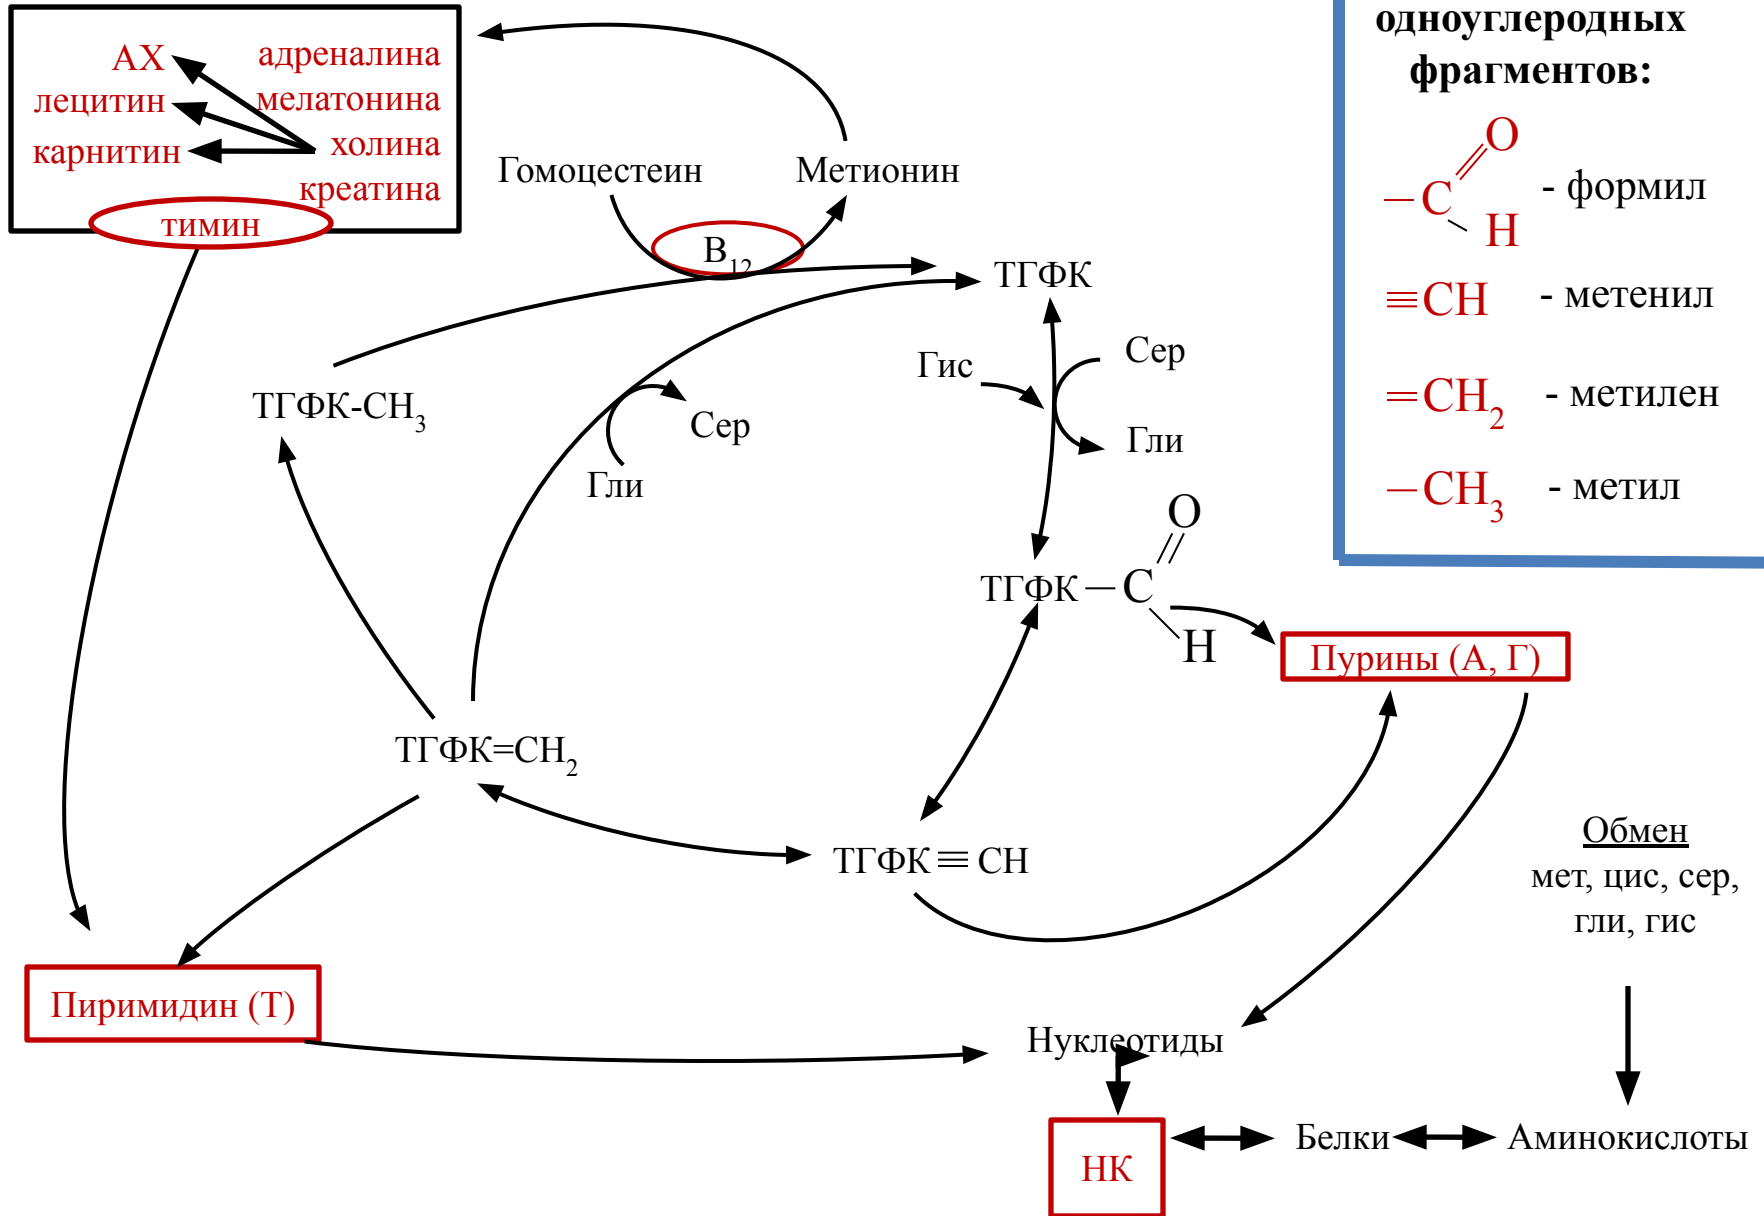 одноуглеродных
фрагментов:
O
– C
H
- формил
≡CH - метенил
=CH2 - метилен
–CH3 - метил
АХ
лецитин
карнитин
адреналина
мелатонина
холина
креатина
тимин
Гомоцестеин
Метионин
В12
ТГФК
Гис
Сер
Гли
ТГФК-CH3
Сер
Гли
O
ТГФК – C
H
Пурины (А, Г)
ТГФК=CH2
ТГФК ≡ CH
Обмен
мет, цис, сер,
гли, гис
Пиримидин (Т)
Нуклеотиды
НК
Белки
Аминокислоты